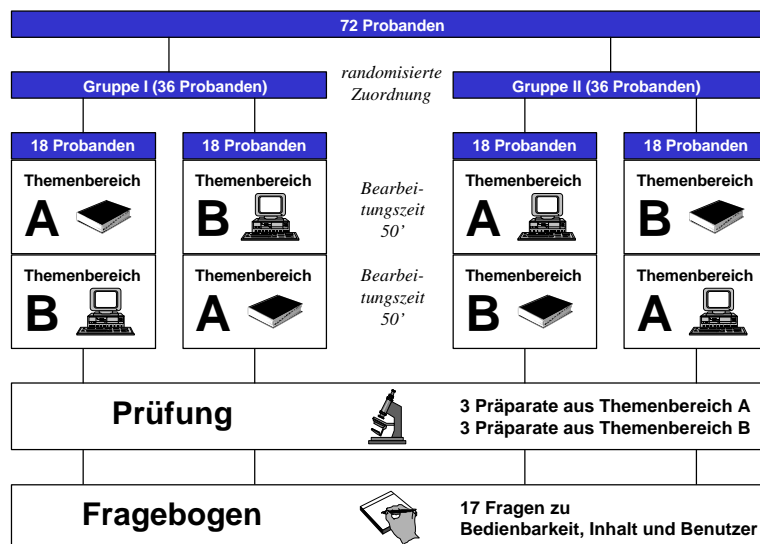 72 Probanden
Gruppe I (36 Probanden)
randomisierte
Zuordnung
Gruppe II (36 Probanden)
18 Probanden
18 Probanden
18 Probanden
18 Probanden
Themenbereich
A
Themenbereich
B
Bearbei-
tungszeit
50'
Themenbereich
A
Themenbereich
B
Themenbereich
B
Themenbereich
A
Bearbei-
tungszeit
50'
Themenbereich
B
Themenbereich
A
Prüfung
3 Präparate aus Themenbereich A
3 Präparate aus Themenbereich B
Fragebogen
17 Fragen zu
Bedienbarkeit, Inhalt und Benutzer